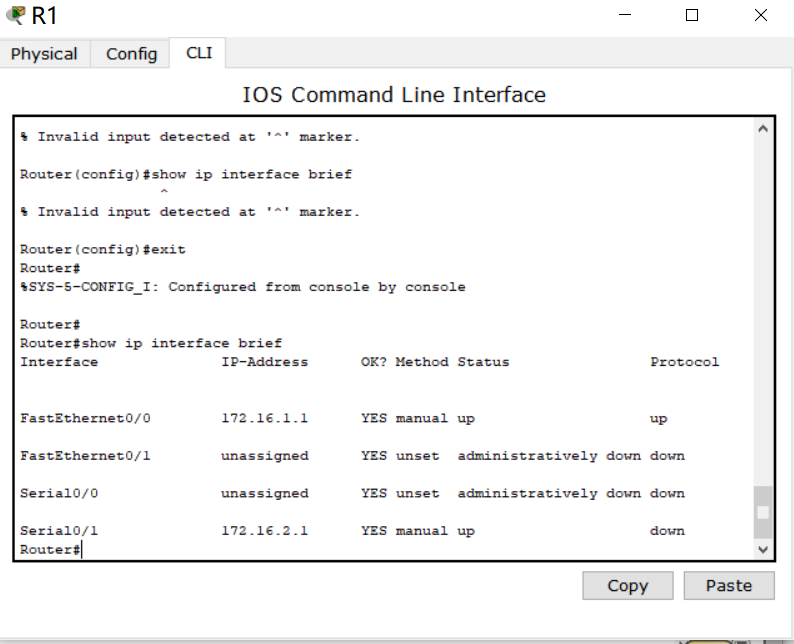 R1
Physical Config CLI
IOS Command Line Interface
% Invalid input detected at '^' marker.
Router(config)#show ip interface brief
^
% Invalid input detected at '^' marker.
Router(config)#exit
Router#
%SYS-5-CONFIG_I: Configured from console by console
Router#
Router#show ip interface brief
Interface IP-Address OK? Method Status Protocol
FastEthernet0/0 172.16.1.1 YES manual up up
FastEthernet0/1 unassigned YES unset administratively down down
Serial0/0 unassigned YES unset administratively down down
Serial0/1 172.16.2.1 YES manual up down
Router#
Copy Paste